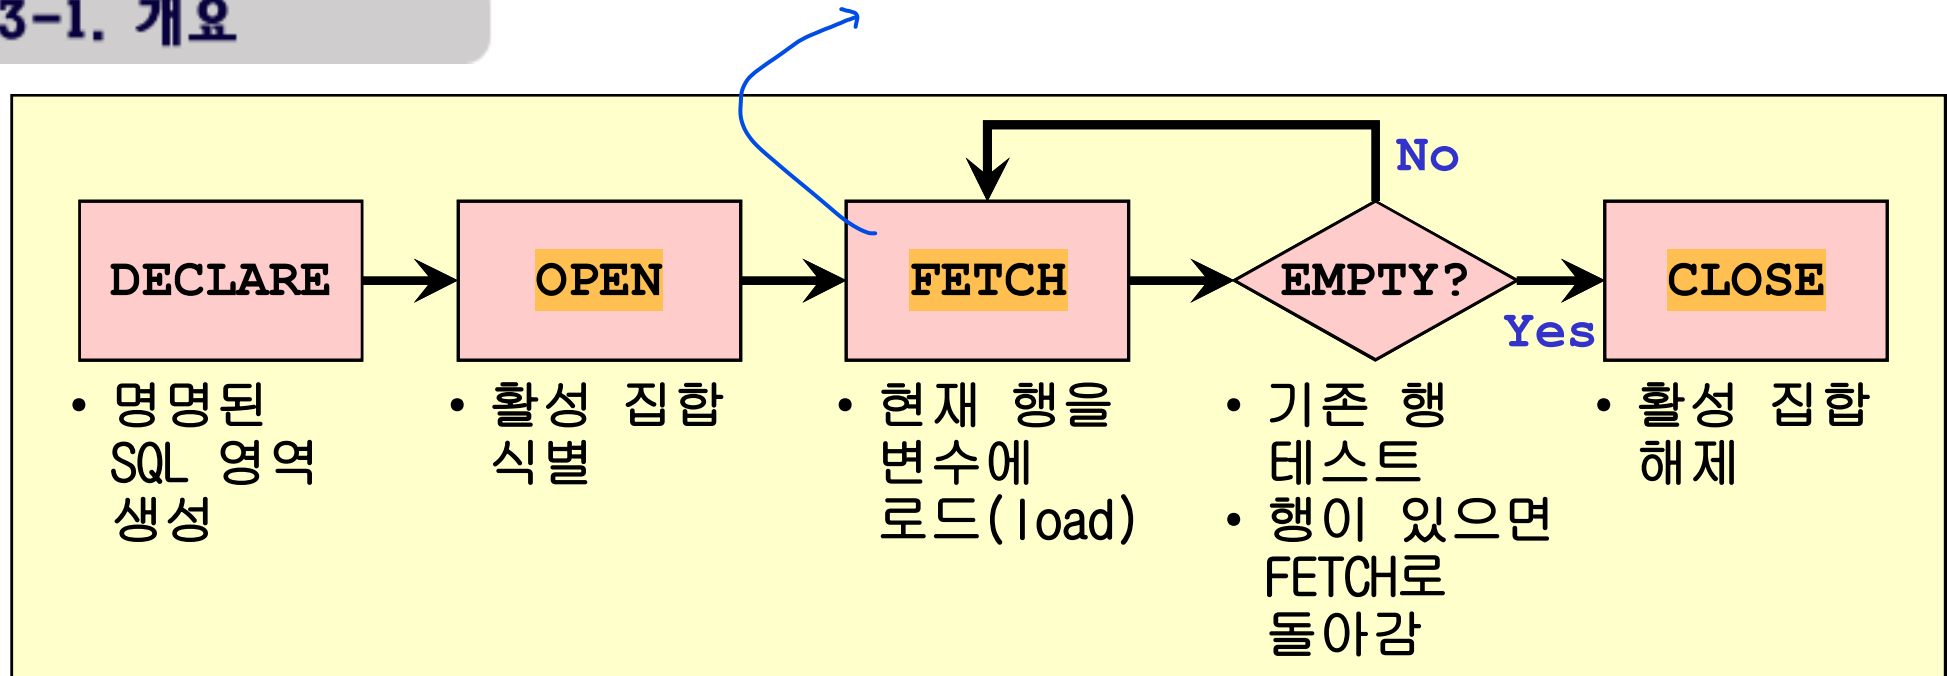 3-1. 개요
No
DECLARE
OPEN
FETCH
EMPTY?
CLOSE
Yes
• 명명된
SQL 영역
생성
• 활성 집합
식별
• 현재 행을
변수에
로드(load)
• 기존 행
테스트
• 행이 있으면
FETCH로
돌아감
• 활성 집합
해제